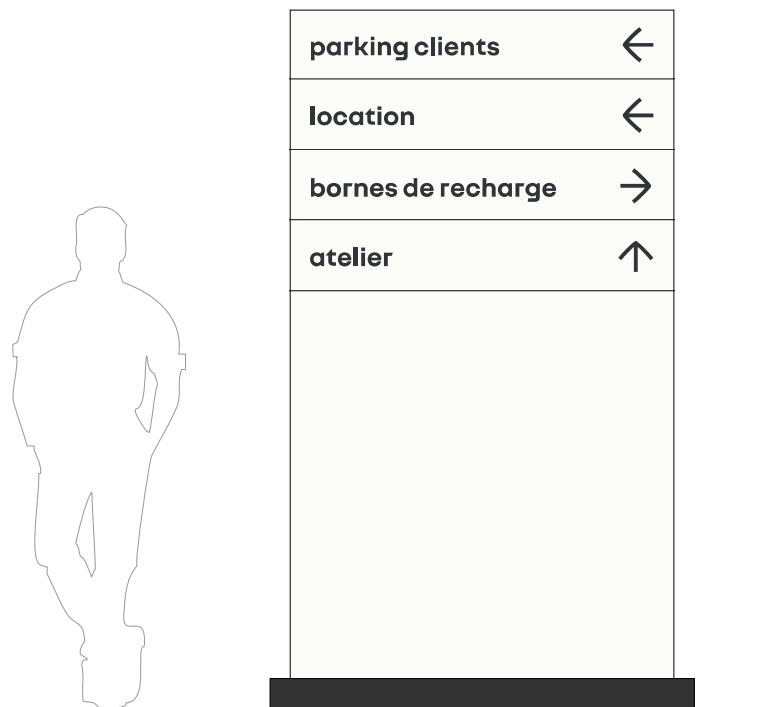 parking clients ←
location ←
bornes de recharge →
atelier ↑